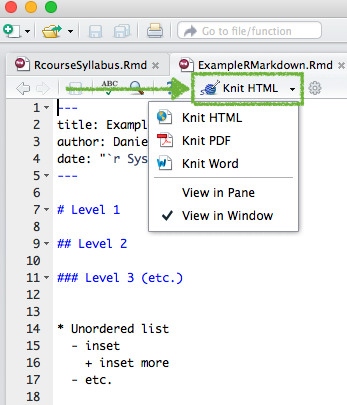 Go to file/function
RcourseSyllabus.Rmd
ExampleRMarkdown.Rmd
ABC
Knit HTML
1 ---
Knit HTML
2 title: Exampl
Knit PDF
3 author: Danie
Knit Word
4 date: "`r Sys
5 ---
View in Pane
6
View in Window
7 # Level 1
8
9 ## Level 2
10
11 ### Level 3 (etc.)
12
13
14 * Unordered list
15 - inset
16 + inset more
17 - etc.
18